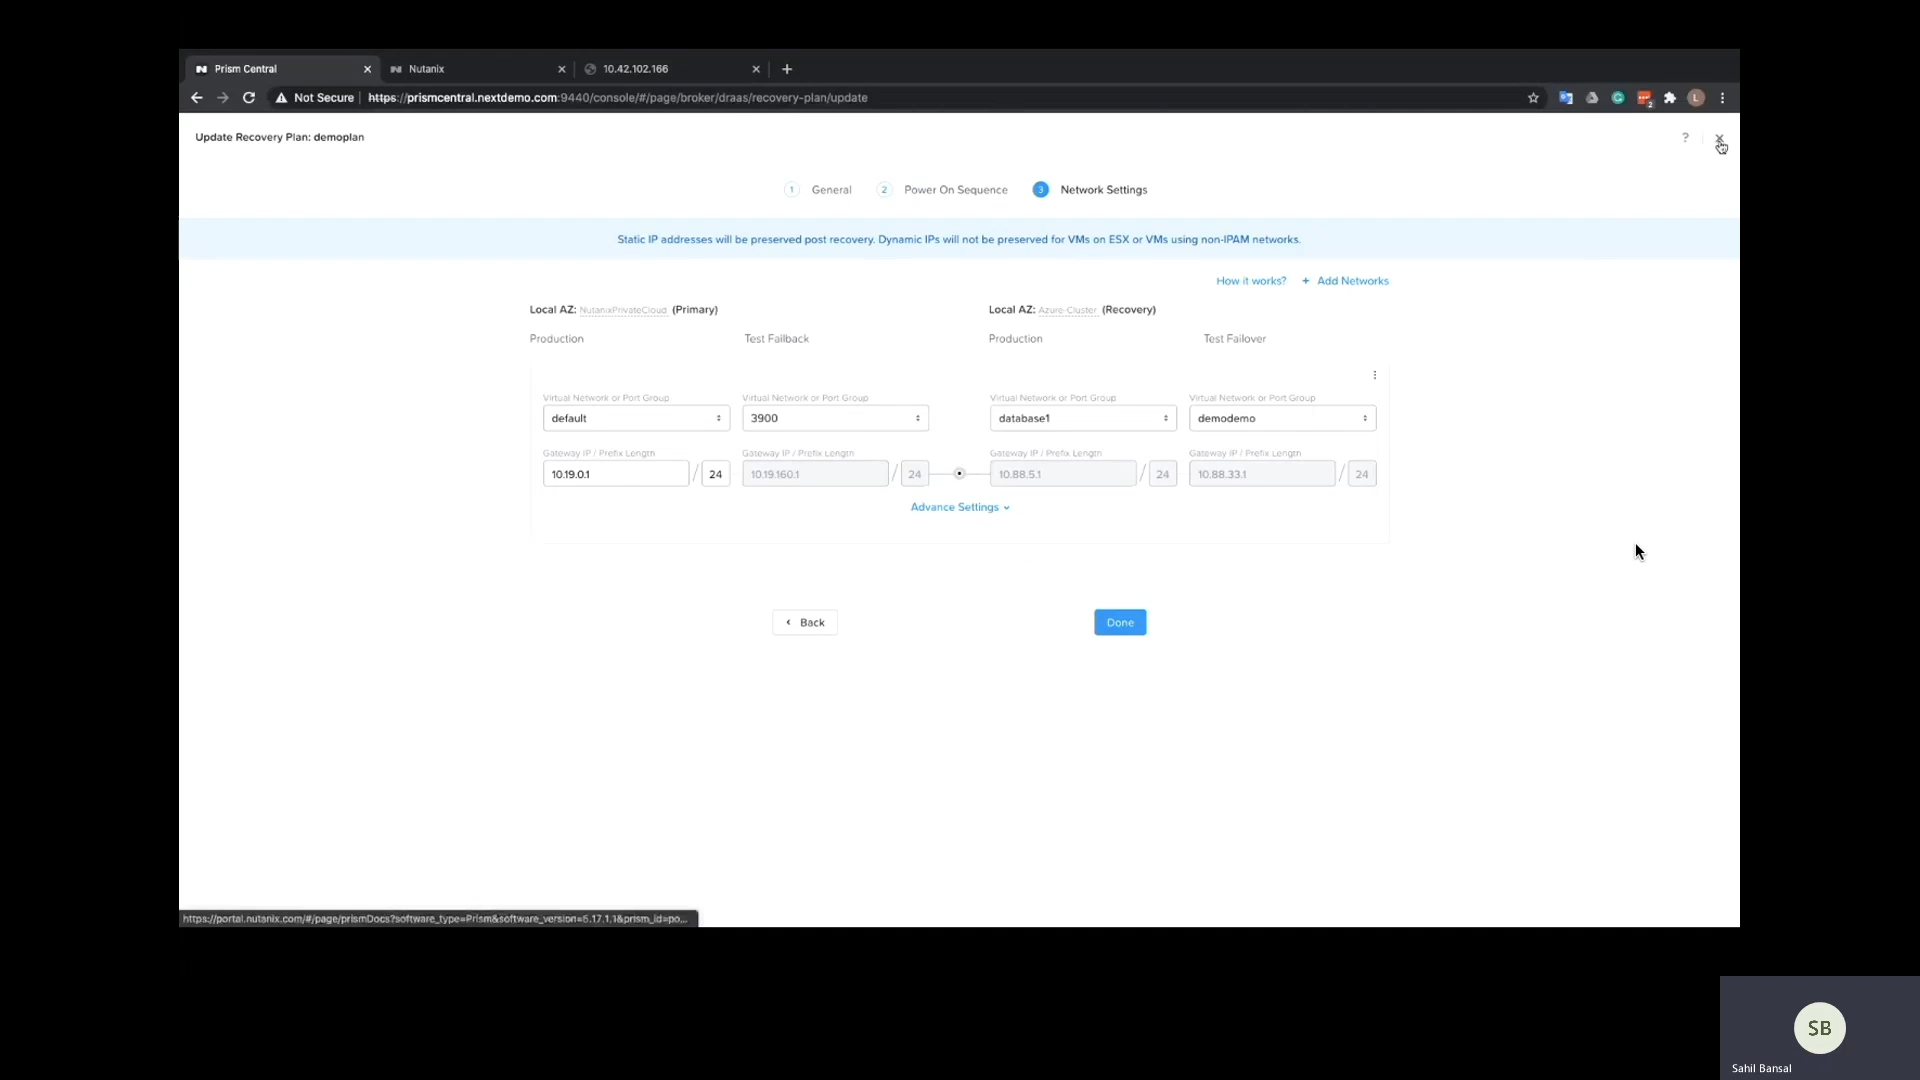 Prism Central
Nutanix
10.42.102.166
Not Secure
https://prismcentral.nextdemo.com:9440/console/#/page/broker/draas/recovery-plan/update
2
L
Update Recovery Plan: demoplan
?
1 General
2 Power On Sequence
3 Network Settings
Static IP addresses will be preserved post recovery. Dynamic IPs will not be preserved for VMs on ESX or VMs using non-IPAM networks.
How it works? + Add Networks
Local AZ: NutanixPrivateCloud (Primary)
Local AZ: Azure-Cluster (Recovery)
Production
Test Failback
Production
Test Failover
Virtual Network or Port Group
Virtual Network or Port Group
Virtual Network or Port Group
Virtual Network or Port Group
default
3900
database1
demodemo
Gateway IP / Prefix Length
Gateway IP / Prefix Length
Gateway IP / Prefix Length
Gateway IP / Prefix Length
10.19.0.1 / 24
10.19.160.1 / 24
10.88.5.1 / 24
10.88.33.1 / 24
Advance Settings
Back
Done
https://portal.nutanix.com/#/page/prismDocs?software_type=Prism&software_version=5.17.1.1&prism_id=po...
SB
Sahil Bansal